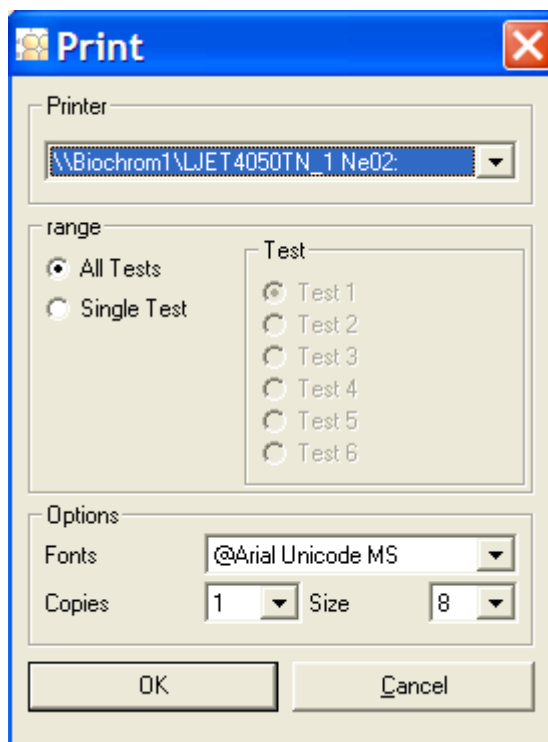 Print
Printer
\\Biochrom1\LJET4050TN_1 Ne02:
range
All Tests
Single Test
Test
Test 1
Test 2
Test 3
Test 4
Test 5
Test 6
Options
Fonts @Arial Unicode MS
Copies 1 Size 8
OK Cancel